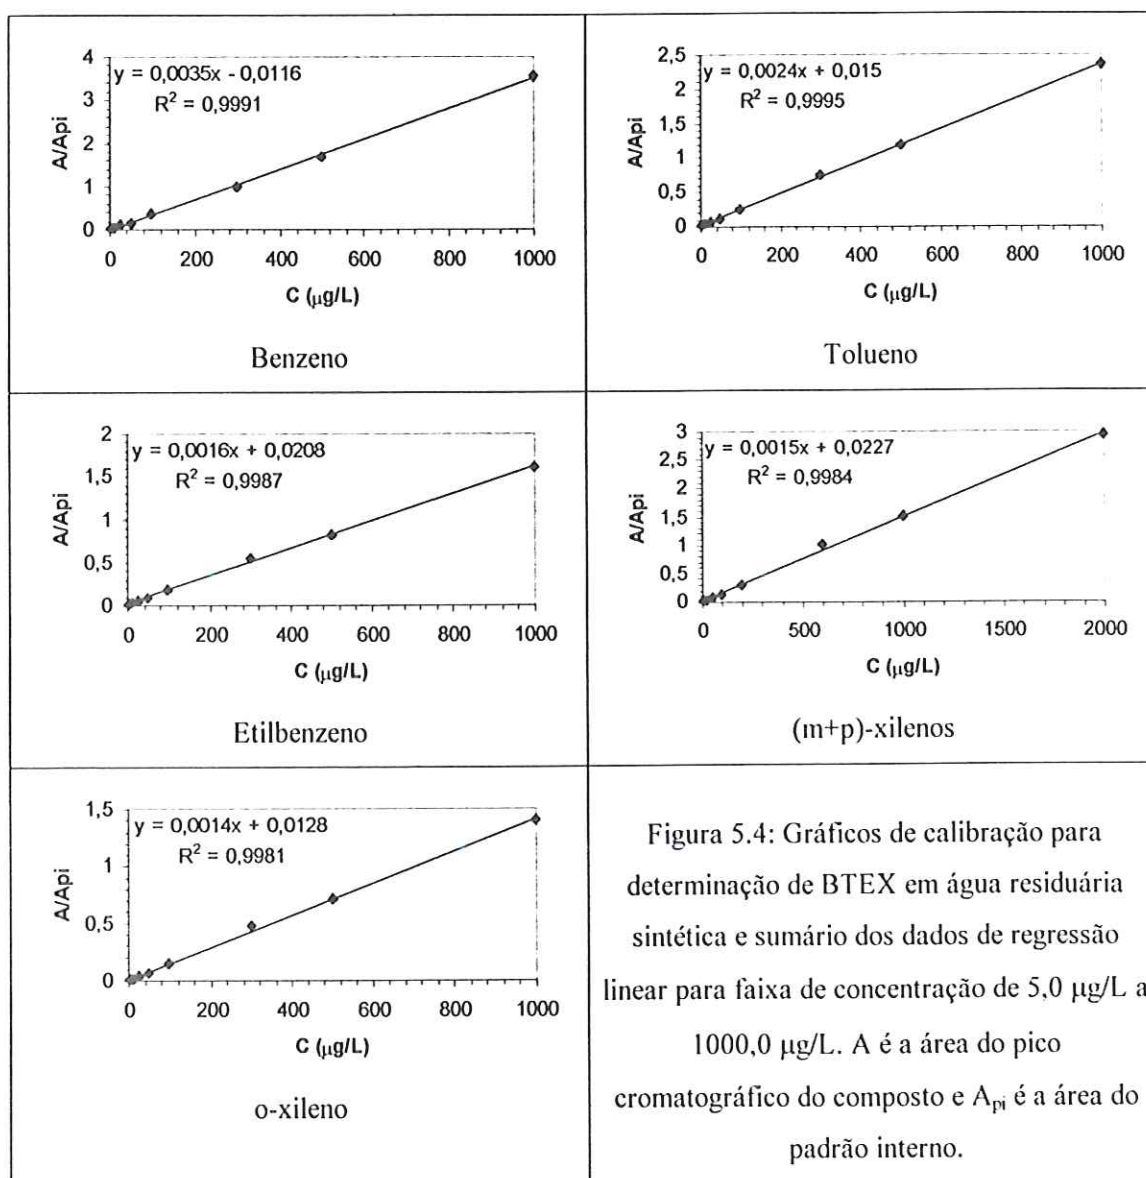 4
3
2
1
0
y = 0,0035x - 0,0116
R² = 0,9991
A/Api
0 200 400 600 800 1000
C (µg/L)
Benzeno
2,5
2
1,5
1
0,5
0
y = 0,0024x + 0,015
R² = 0,9995
A/Api
0 200 400 600 800 1000
C (µg/L)
Tolueno
2
1,5
1
0,5
0
y = 0,0016x + 0,0208
R² = 0,9987
A/Api
0 200 400 600 800 1000
C (µg/L)
Etilbenzeno
3
2,5
2
1,5
1
0,5
0
y = 0,0015x + 0,0227
R² = 0,9984
A/Api
0 500 1000 1500 2000
C (µg/L)
(m+p)-xilenos
1,5
1
0,5
0
y = 0,0014x + 0,0128
R² = 0,9981
A/Api
0 200 400 600 800 1000
C (µg/L)
o-xileno
Figura 5.4: Gráficos de calibração para
determinação de BTEX em água residuária
sintética e sumário dos dados de regressão
linear para faixa de concentração de 5,0 µg/L a
1000,0 µg/L. A é a área do pico
cromatográfico do composto e Api é a área do
padrão interno.